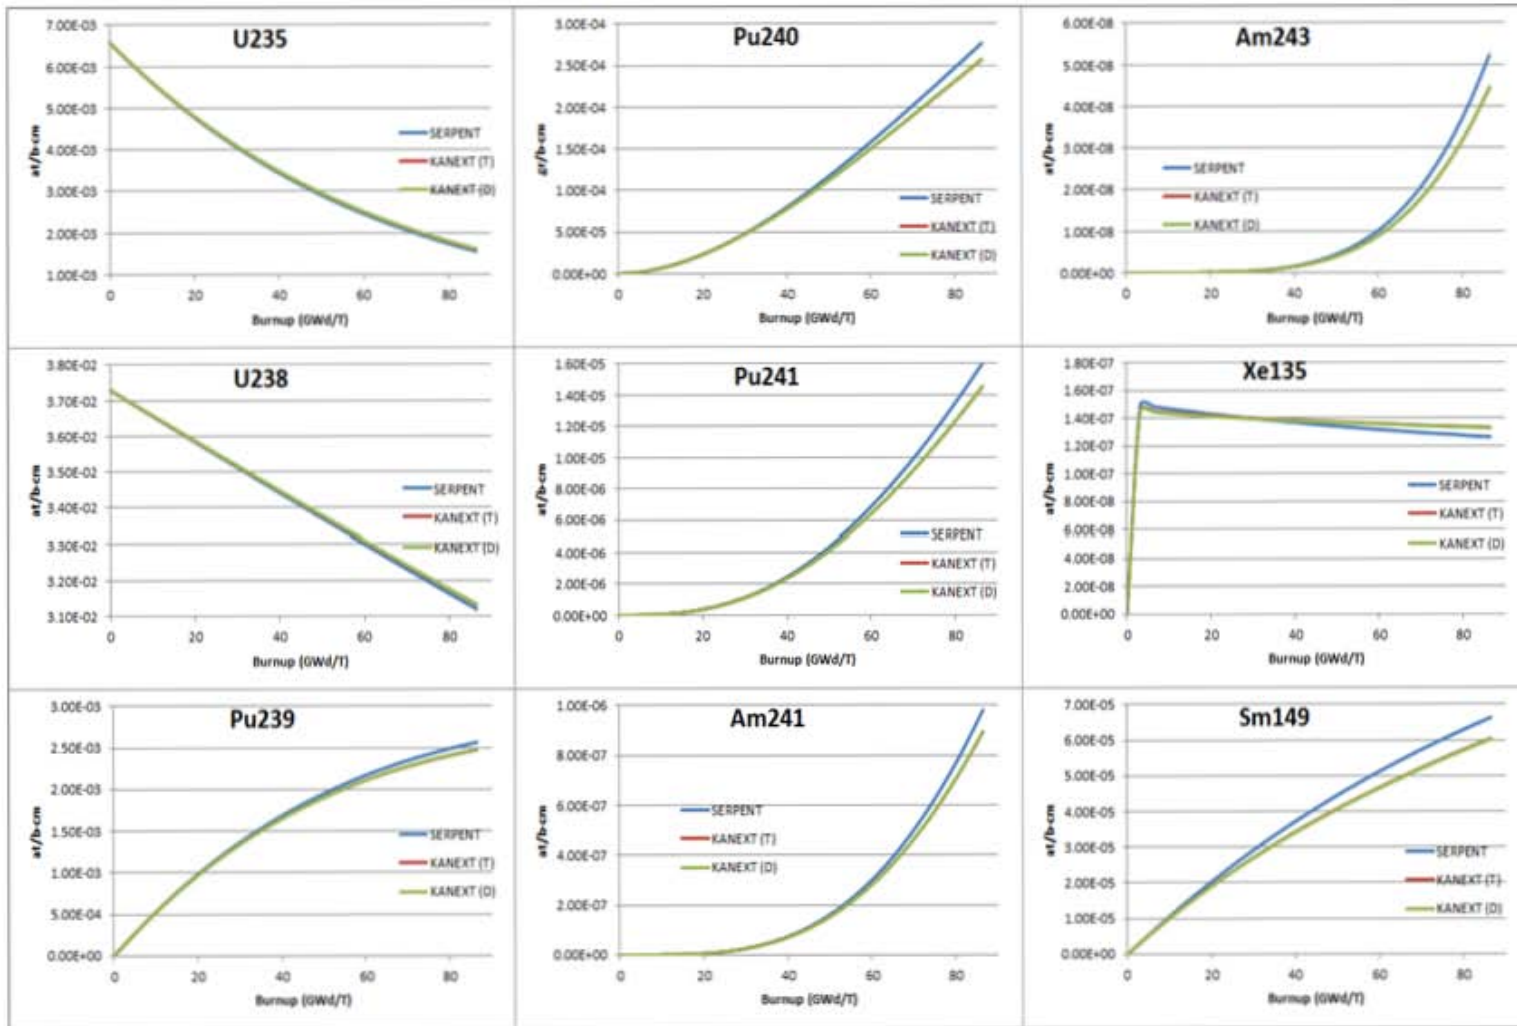 U235
7.00E-03
6.00E-03
5.00E-03
4.00E-03
3.00E-03
2.00E-03
1.00E-03
at/b-cm
SERPENT
KANEXT (T)
KANEXT (D)
0 20 40 60 80
Burnup (GWd/T)
Pu240
3.00E-04
2.50E-04
2.00E-04
1.50E-04
1.00E-04
5.00E-05
0.00E+00
gr/b-cm
SERPENT
KANEXT (T)
KANEXT (D)
0 20 40 60 80
Burnup (GWd/T)
Am243
6.00E-08
5.00E-08
4.00E-08
3.00E-08
2.00E-08
1.00E-08
0.00E+00
at/b-cm
SERPENT
KANEXT (T)
KANEXT (D)
0 20 40 60 80
Burnup (GWd/T)
U238
3.80E-02
3.70E-02
3.60E-02
3.50E-02
3.40E-02
3.30E-02
3.20E-02
3.10E-02
at/b-cm
SERPENT
KANEXT (T)
KANEXT (D)
0 20 40 60 80
Burnup (GWd/T)
Pu241
1.60E-05
1.40E-05
1.20E-05
1.00E-05
8.00E-06
6.00E-06
4.00E-06
2.00E-06
0.00E+00
at/b-cm
SERPENT
KANEXT (T)
KANEXT (D)
0 20 40 60 80
Burnup (GWd/T)
Xe135
1.80E-07
1.60E-07
1.40E-07
1.20E-07
1.00E-07
8.00E-08
6.00E-08
4.00E-08
2.00E-08
0.00E+00
at/b-cm
SERPENT
KANEXT (T)
KANEXT (D)
0 20 40 60 80
Burnup (GWd/T)
Pu239
3.00E-03
2.50E-03
2.00E-03
1.50E-03
1.00E-03
5.00E-04
0.00E+00
at/b-cm
SERPENT
KANEXT (T)
KANEXT (D)
0 20 40 60 80
Burnup (GWd/T)
Am241
1.00E-06
8.00E-07
6.00E-07
4.00E-07
2.00E-07
0.00E+00
at/b-cm
SERPENT
KANEXT (T)
KANEXT (D)
0 20 40 60 80
Burnup (GWd/T)
Sm149
7.00E-05
6.00E-05
5.00E-05
4.00E-05
3.00E-05
2.00E-05
1.00E-05
0.00E+00
at/b-cm
SERPENT
KANEXT (T)
KANEXT (D)
0 20 40 60 80
Burnup (GWd/T)